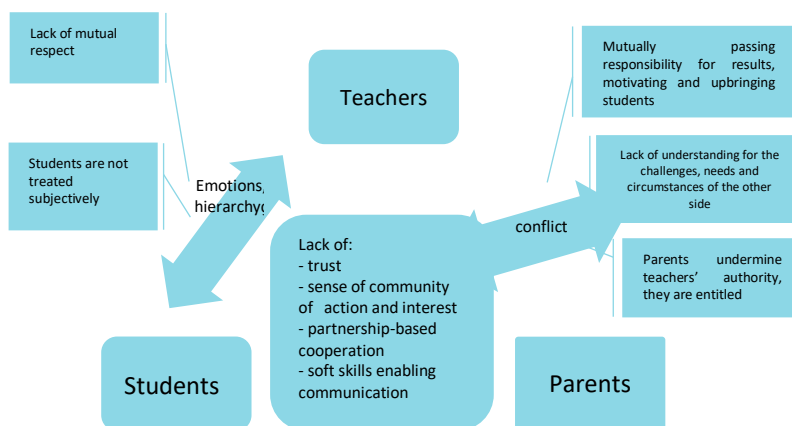 Lack of mutual
respect
Mutually passing
responsibility for results,
motivating and upbringing
students
Teachers
Students are not
treated
subjectively
Emotions,
hierarchy
Lack of understanding for the
challenges, needs and
circumstances of the other
side
conflict
Lack of:
- trust
- sense of community
of action and interest
- partnership-based
cooperation
- soft skills enabling
communication
Parents undermine
teachers’ authority,
they are entitled
Students
Parents